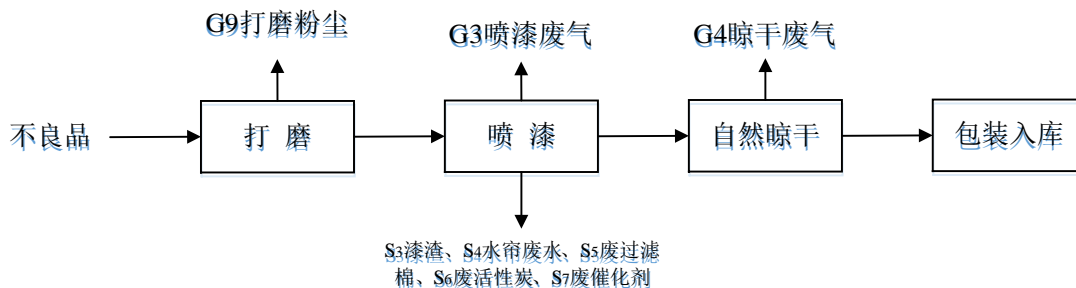 G9打磨粉尘
G3喷漆废气
G4晾干废气
不良品
打 磨
喷 漆
自然晾干
包装入库
S3漆渣、S4水帘废水、S5废过滤
棉、S6废活性炭、S7废催化剂